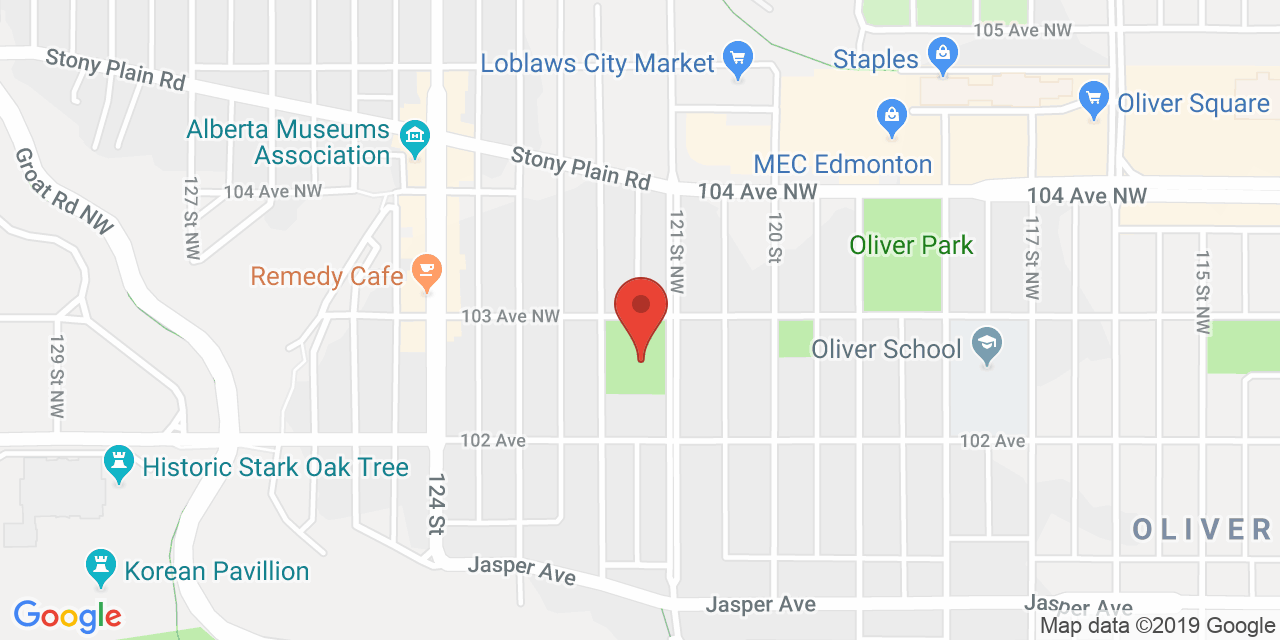 105 Ave NW
Stony Plain Rd
Loblaws City Market
Staples
Oliver Square
Alberta Museums
Association
MEC Edmonton
Stony Plain Rd
Groat Rd NW
127 St NW
104 Ave NW
104 Ave NW
104 Ave NW
121 St NW
120 St
Oliver Park
117 St NW
115 St NW
Remedy Cafe
103 Ave NW
Oliver School
129 St NW
102 Ave
102 Ave
Historic Stark Oak Tree
124 St
OLIVER
Korean Pavillion
Jasper Ave
Jasper Ave
Jasper Ave
Google
Map data ©2019 Google